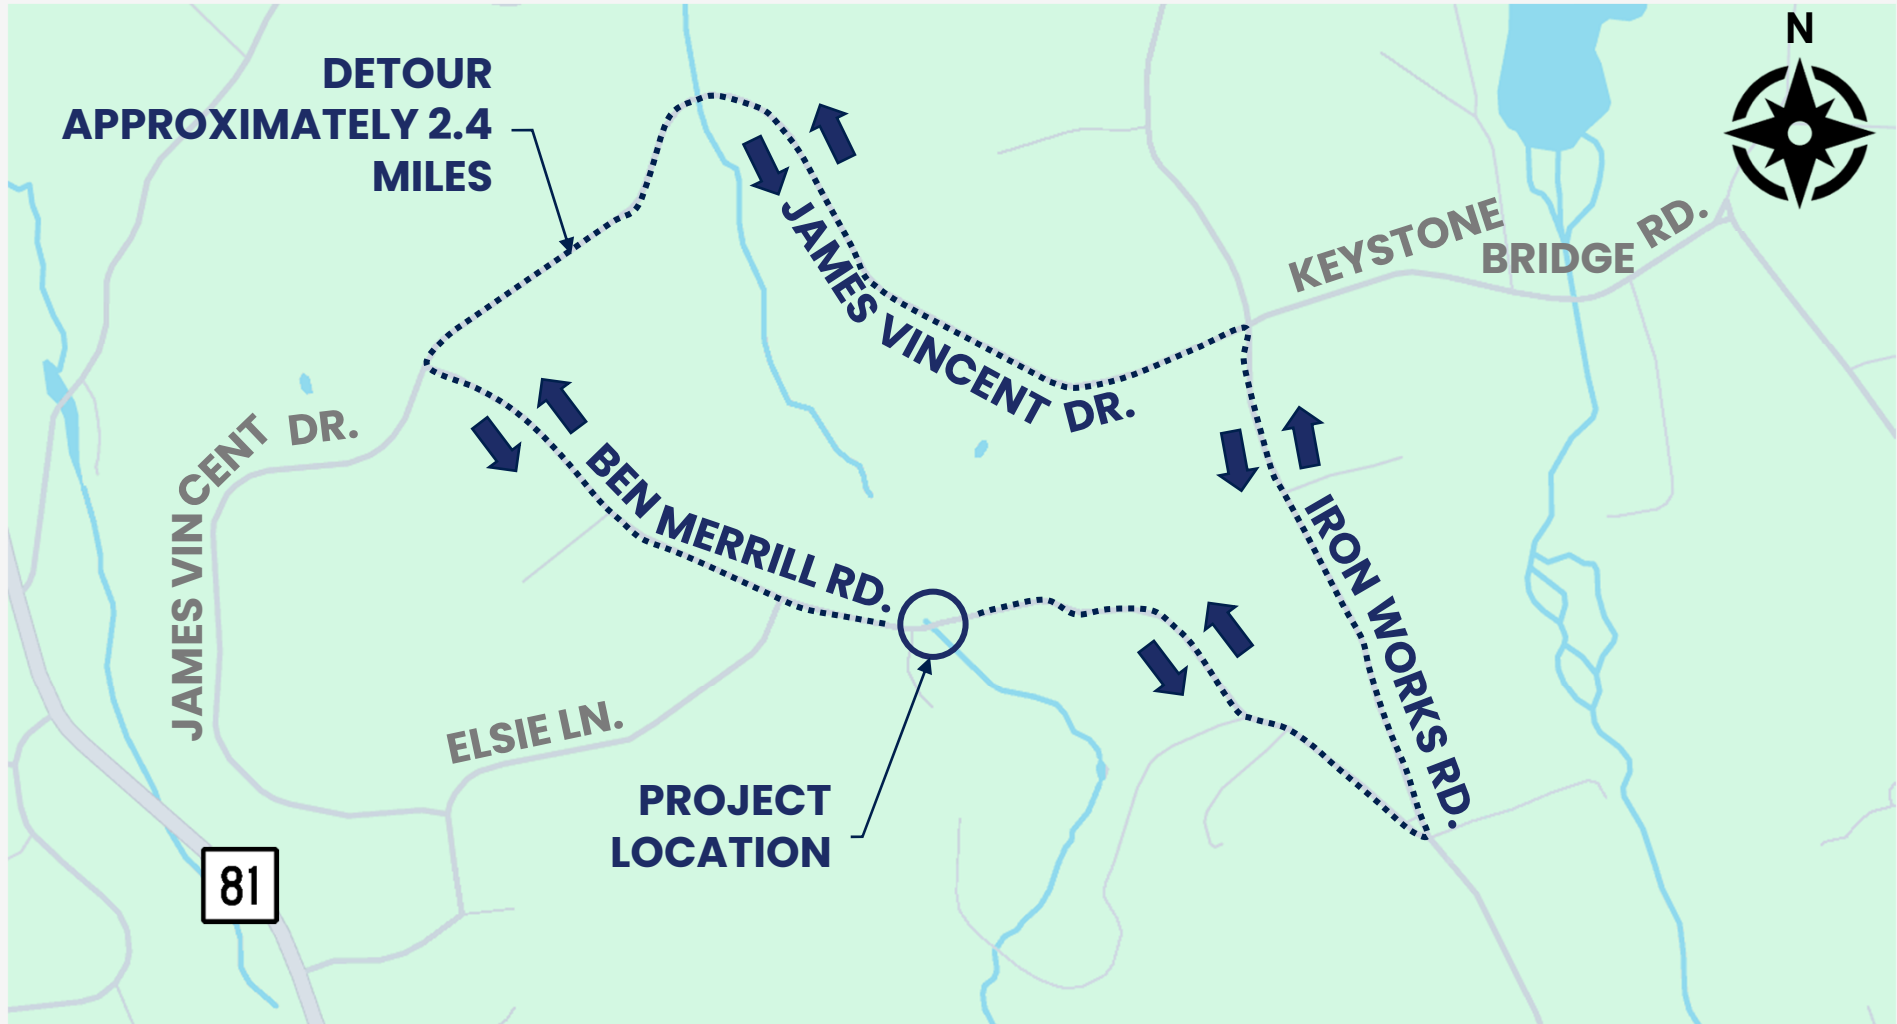 N
DETOUR
APPROXIMATELY 2.4
MILES
JAMES VINCENT DR.
KEYSTONE
BRIDGE
RD.
JAMES VINCENT DR.
BEN MERRILL RD.
IRON WORKS RD.
ELSIE LN.
PROJECT
LOCATION
81